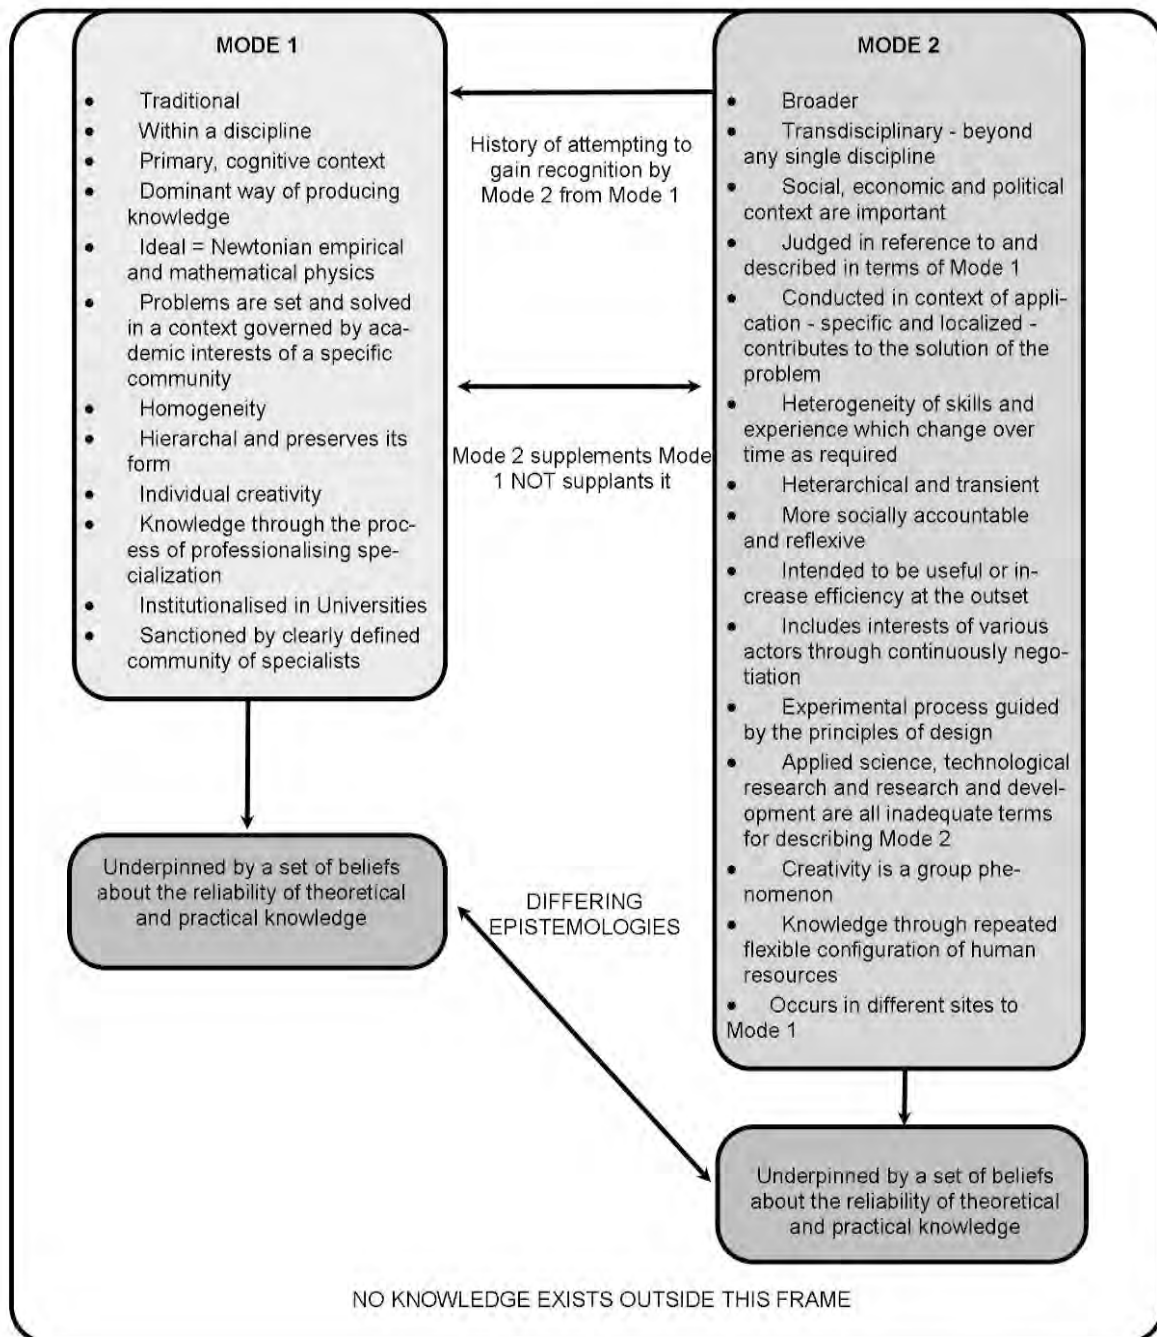 MODE 1
• Traditional
• Within a discipline
• Primary, cognitive context
• Dominant way of producing
knowledge
• Ideal = Newtonian empirical
and mathematical physics
• Problems are set and solved
in a context governed by aca-
demic interests of a specific
community
• Homogeneity
• Hierarchal and preserves its
form
• Individual creativity
• Knowledge through the proc-
ess of professionalising spe-
cialization
• Institutionalised in Universities
• Sanctioned by clearly defined
community of specialists
History of attempting to
gain recognition by
Mode 2 from Mode 1
Mode 2 supplements Mode
1 NOT supplants it
MODE 2
• Broader
• Transdisciplinary - beyond
any single discipline
• Social, economic and political
context are important
• Judged in reference to and
described in terms of Mode 1
• Conducted in context of appli-
cation - specific and localized -
contributes to the solution of the
problem
• Heterogeneity of skills and
experience which change over
time as required
• Heterarchical and transient
• More socially accountable
and reflexive
• Intended to be useful or in-
crease efficiency at the outset
• Includes interests of various
actors through continuously nego-
tiation
• Experimental process guided
by the principles of design
• Applied science, technological
research and research and devel-
opment are all inadequate terms
for describing Mode 2
• Creativity is a group phe-
nomenon
• Knowledge through repeated
flexible configuration of human
resources
• Occurs in different sites to
Mode 1
Underpinned by a set of beliefs
about the reliability of theoretical
and practical knowledge
DIFFERING
EPISTEMOLOGIES
Underpinned by a set of beliefs
about the reliability of theoretical
and practical knowledge
NO KNOWLEDGE EXISTS OUTSIDE THIS FRAME